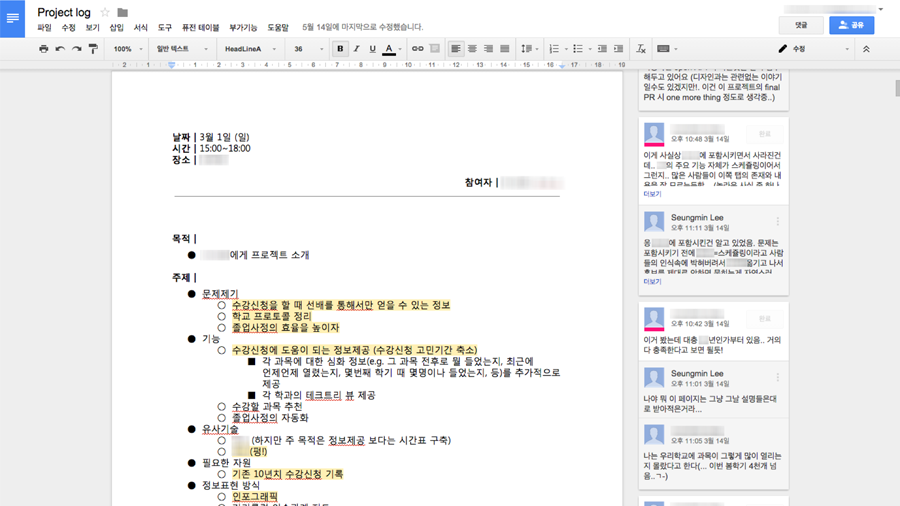 Project log
파일 수정 보기 삽입 서식 도구 퓨전 테이블 부가기능 도움말 5월 14일에 마지막으로 수정했습니다.
댓글 공유
100% 일반 텍스트 HeadLineA 36 B I U A 수정
2 1 1 2 3 4 5 6 7 8 9 10 11 12 13 14 15 16 17 18 19
날짜 | 3월 1일 (일)
시간 | 15:00~18:00
장소 |
참여자 |
목적 |
● 에게 프로젝트 소개
주제 |
● 문제제기
○ 수강신청을 할 때 선배를 통해서만 얻을 수 있는 정보
○ 학교 프로토콜 정리
○ 졸업사정의 효율을 높이자
● 기능
○ 수강신청에 도움이 되는 정보제공 (수강신청 고민기간 축소)
■ 각 과목에 대한 심화 정보(e.g. 그 과목 전후로 뭘 들었는지, 최근에
언제언제 열렸는지, 몇번째 학기 때 몇명이나 들었는지, 등)를 추가적으로
제공
■ 각 학과의 테크트리 뷰 제공
○ 수강할 과목 추천
○ 졸업사정의 자동화
● 유사기술
○ (하지만 주 목적은 정보제공 보다는 시간표 구축)
○ (펑!)
● 필요한 자원
○ 기존 10년치 수강신청 기록
● 정보표현 방식
○ 인포그래픽
해두고 있어요 (디자인과는 관련없는 이야기
일수도 있겠지만!. 이건 이 프로젝트의 final
PR 시 one more thing 정도로 생각중..)
완료
오후 10:48 3월 14일
이게 사실상 에 포함시키면서 사라진건
데.. 의 주요 기능 자체가 스케쥴링이어서
그런지.. 많은 사람들이 이쪽 탭의 존재와 내
더보기
Seungmin Lee
오후 11:11 3월 14일
응 에 포함시킨건 알고 있었음. 문제는
포함시키기 전에 =스케쥴링이라고 사람
들의 인식속에 박혀버려서 옮기고 나서
더보기
완료
오후 10:42 3월 14일
이거 봤는데 대충 년인가부터 있음.. 거의
다 충족한다고 보면 될듯!
Seungmin Lee
오후 11:01 3월 14일
나야 뭐 이 페이지는 그냥 그날 설명들은대
로 받아적은거라...
오후 11:05 3월 14일
나는 우리학교에 과목이 그렇게 많이 열리는
지 몰랐다고 한다(... 이번 봄학기 4천개 넘
음..ㄱ-)